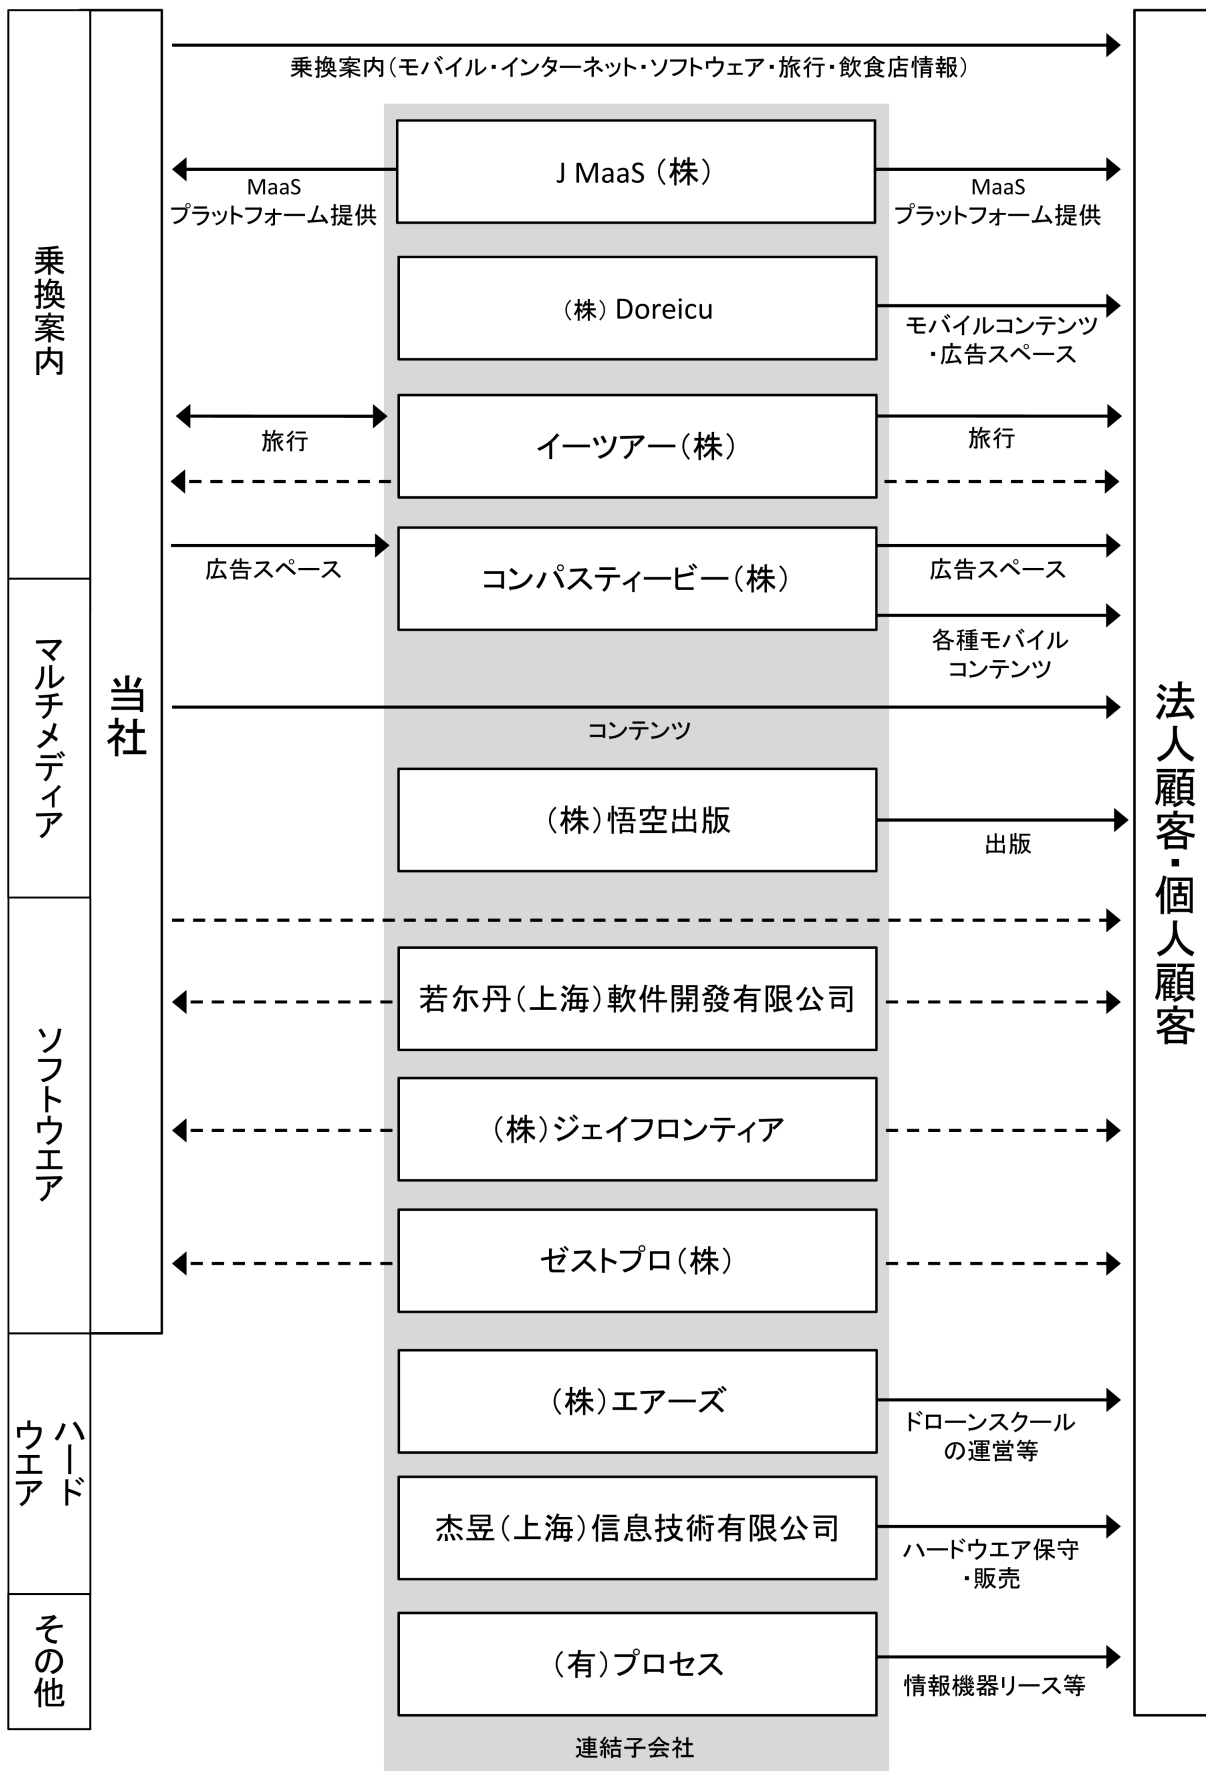 乗換案内
マルチメディア
ソフトウエア
ハード
ウエア
その他
当社
乗換案内（モバイル・インターネット・ソフトウェア・旅行・飲食店情報）
J MaaS（株）
MaaS
プラットフォーム提供
MaaS
プラットフォーム提供
（株）Doreicu
モバイルコンテンツ
・広告スペース
イーツアー（株）
旅行
旅行
コンパスティービー（株）
広告スペース
広告スペース
各種モバイル
コンテンツ
コンテンツ
（株）悟空出版
出版
若尓丹（上海）軟件開發有限公司
（株）ジェイフロンティア
ゼストプロ（株）
（株）エアーズ
ドローンスクール
の運営等
杰昱（上海）信息技術有限公司
ハードウエア保守
・販売
（有）プロセス
情報機器リース等
連結子会社
法人顧客・個人顧客